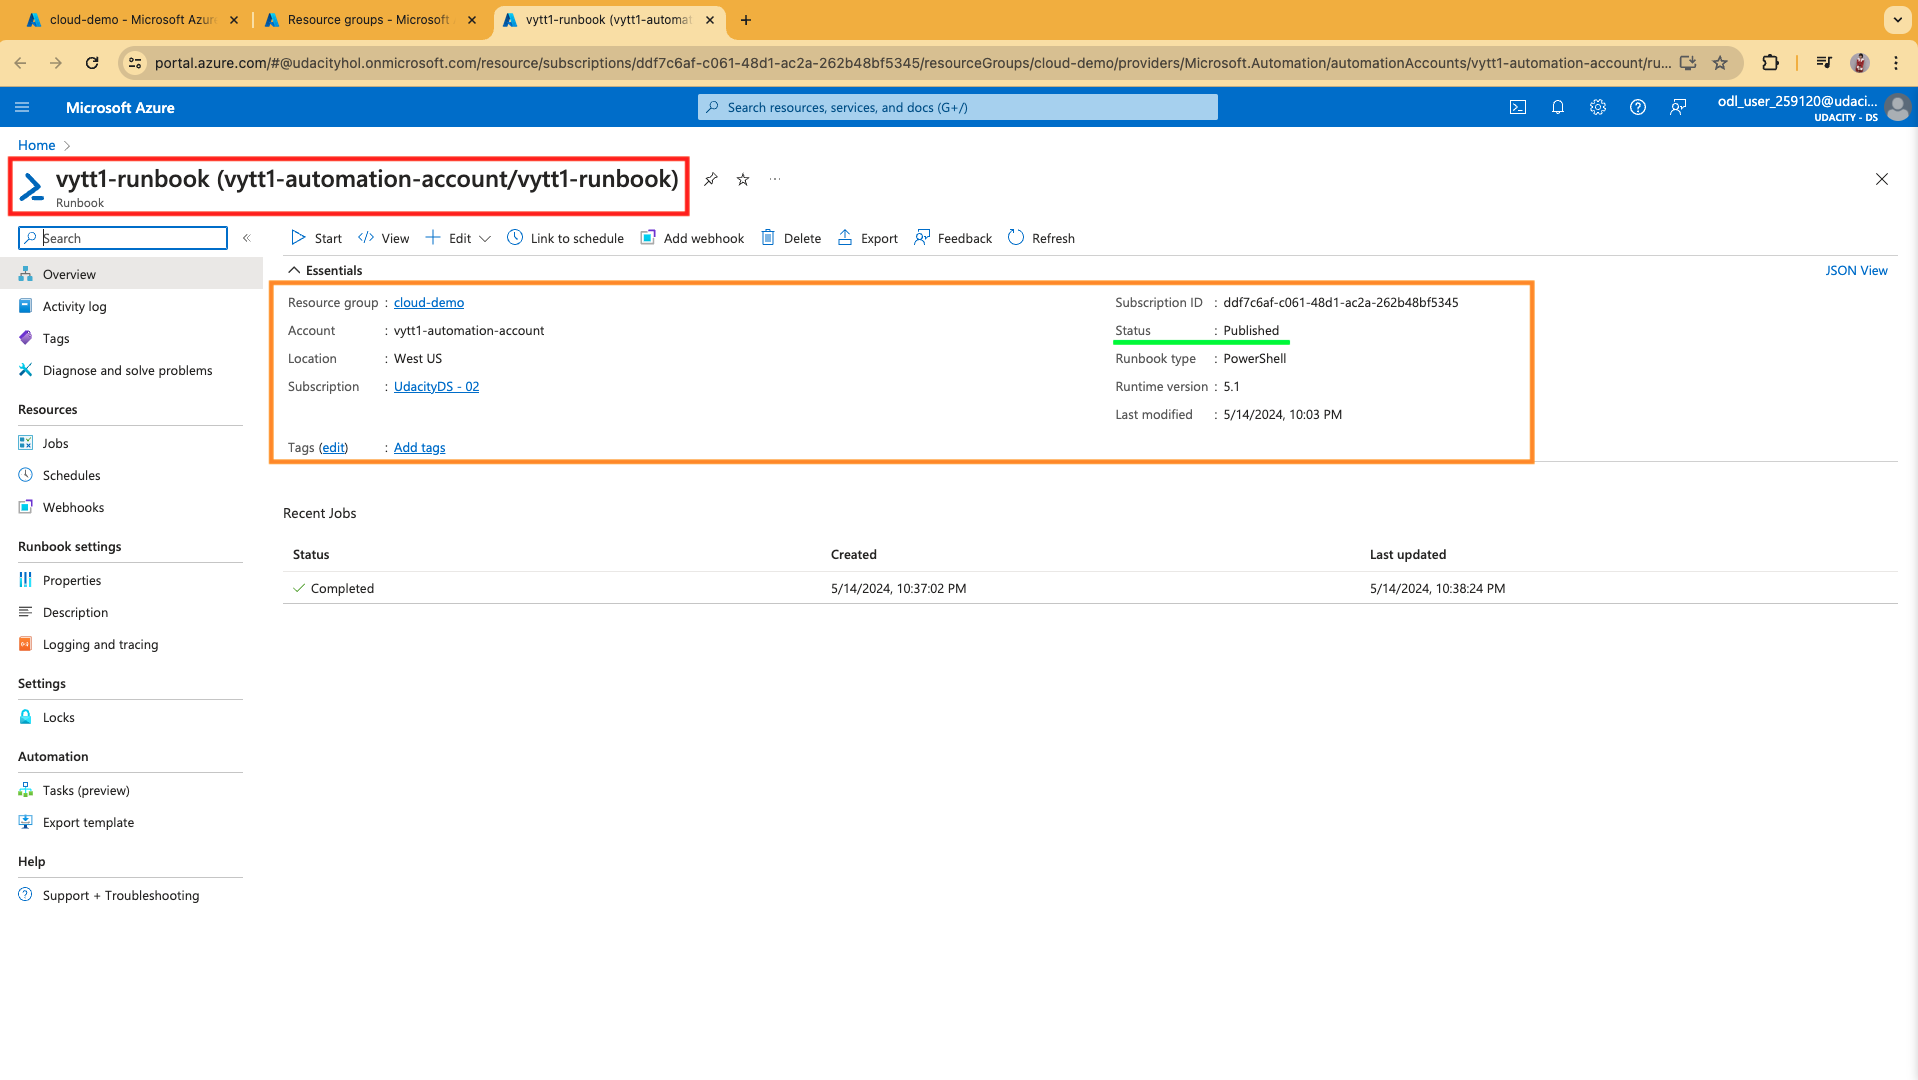 cloud-demo - Microsoft Azur
Resource groups - Microsoft
vytt1-runbook (vytt1-automat
portal.azure.com/#@udacityhol.onmicrosoft.com/resource/subscriptions/ddf7c6af-c061-48d1-ac2a-262b48bf5345/resourceGroups/cloud-demo/providers/Microsoft.Automation/automationAccounts/vytt1-automation-account/ru...
Microsoft Azure
Search resources, services, and docs (G+/)
odl_user_259120@udaci...
UDACITY - DS
Home
vytt1-runbook (vytt1-automation-account/vytt1-runbook)
Runbook
Search
Start
View
Edit
Link to schedule
Add webhook
Delete
Export
Feedback
Refresh
Overview
Activity log
Tags
Diagnose and solve problems
Resources
Jobs
Schedules
Webhooks
Runbook settings
Properties
Description
Logging and tracing
Settings
Locks
Automation
Tasks (preview)
Export template
Help
Support + Troubleshooting
Essentials
JSON View
Resource group : cloud-demo
Account : vytt1-automation-account
Location : West US
Subscription : UdacityDS - 02
Tags (edit) : Add tags
Subscription ID : ddf7c6af-c061-48d1-ac2a-262b48bf5345
Status : Published
Runbook type : PowerShell
Runtime version : 5.1
Last modified : 5/14/2024, 10:03 PM
Recent Jobs
Status Created Last updated
Completed 5/14/2024, 10:37:02 PM 5/14/2024, 10:38:24 PM